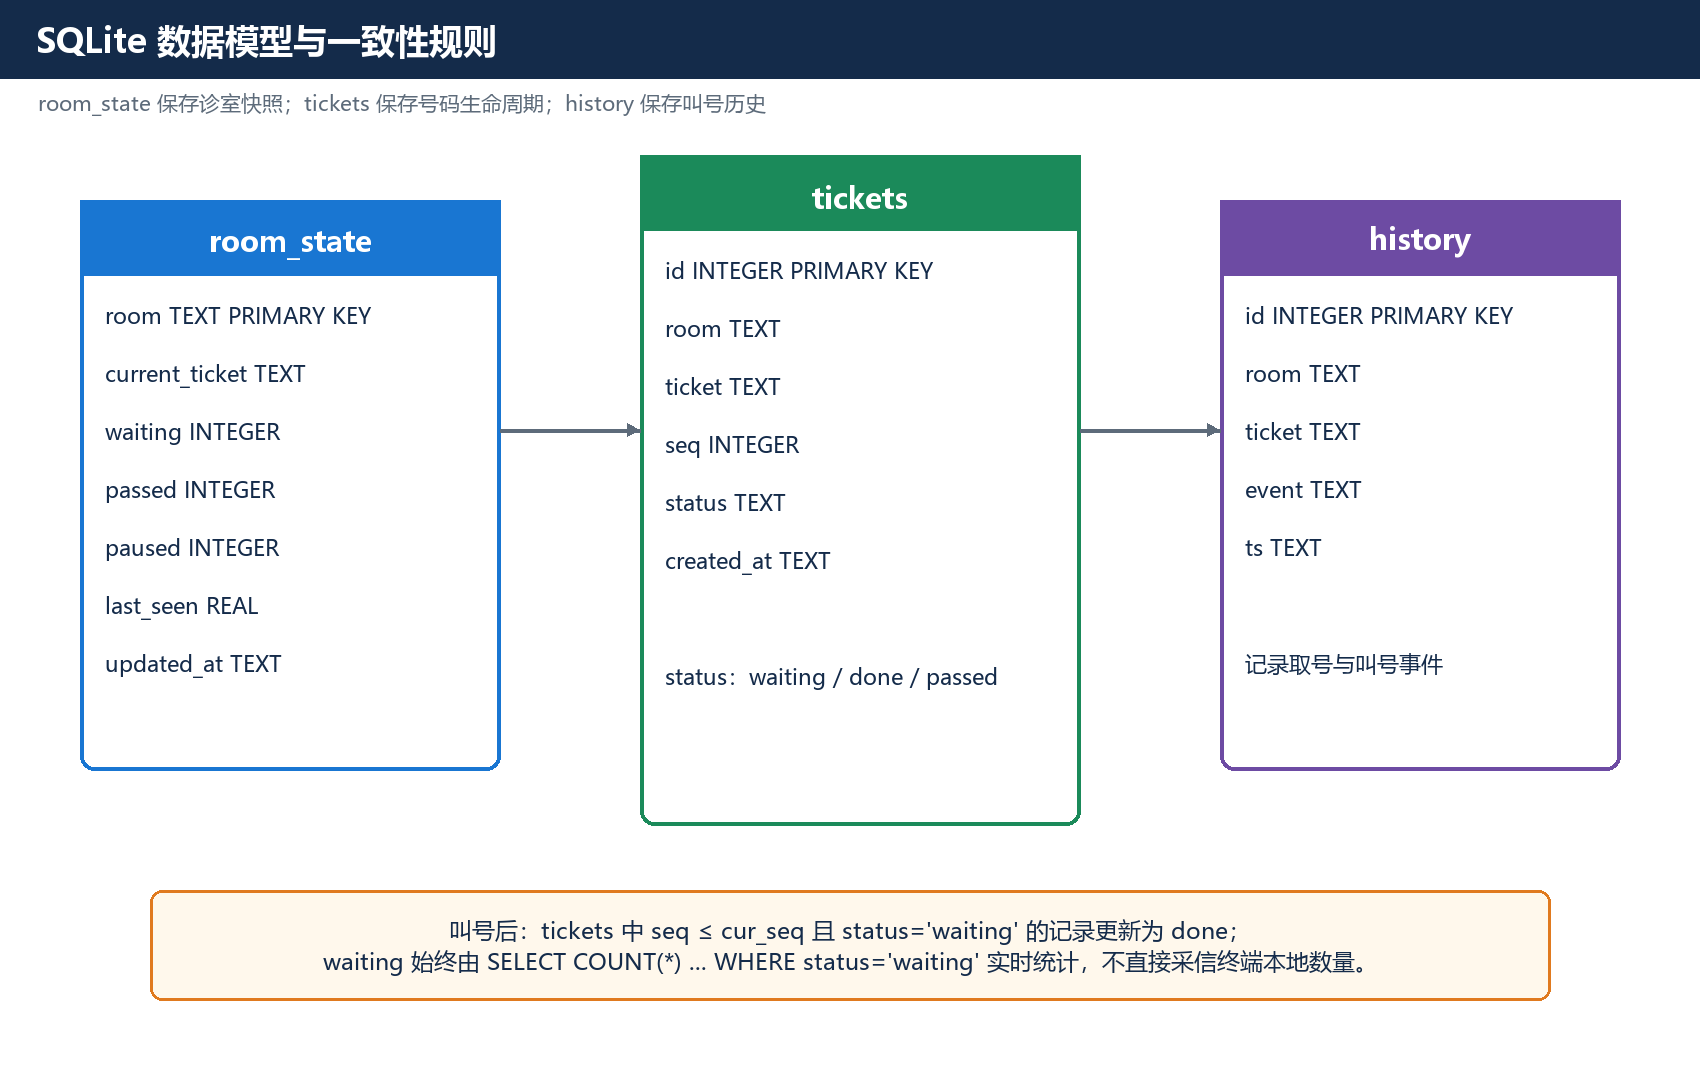 SQLite 数据模型与一致性规则
room_state 保存诊室快照；tickets 保存号码生命周期；history 保存叫号历史
room_state
room TEXT PRIMARY KEY
current_ticket TEXT
waiting INTEGER
passed INTEGER
paused INTEGER
last_seen REAL
updated_at TEXT
tickets
id INTEGER PRIMARY KEY
room TEXT
ticket TEXT
seq INTEGER
status TEXT
created_at TEXT
status：waiting / done / passed
history
id INTEGER PRIMARY KEY
room TEXT
ticket TEXT
event TEXT
ts TEXT
记录取号与叫号事件
叫号后：tickets 中 seq ≤ cur_seq 且 status='waiting' 的记录更新为 done；
waiting 始终由 SELECT COUNT(*) … WHERE status='waiting' 实时统计，不直接采信终端本地数量。